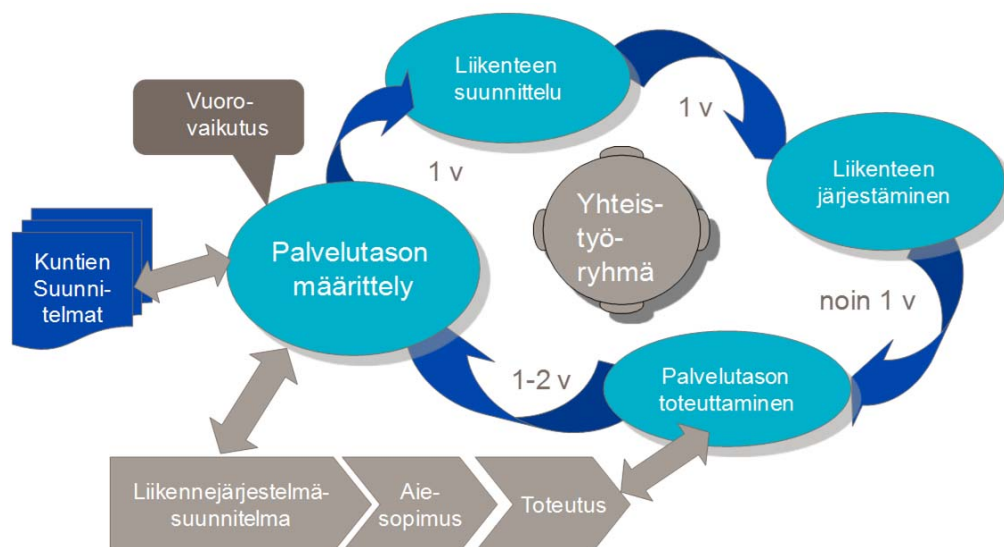 Liikenteen
suunnittelu
Vuoro-
vaikutus
1 v
1 v
Liikenteen
järjestäminen
Yhteis-
työ-
ryhmä
Palvelutason
määrittely
Kuntien
Suunni-
telmat
noin 1 v
1-2 v
Palvelutason
toteuttaminen
Liikennejärjestelmä-
suunnitelma
Aie-
sopimus
Toteutus